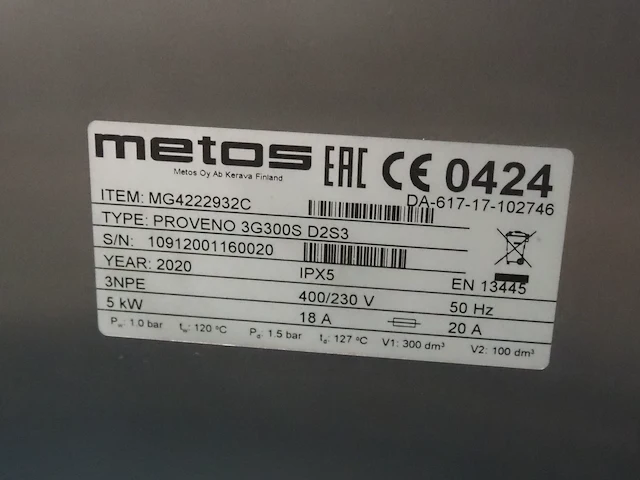 metos
Metos Oy Ab Kerava Finland
EAC CE 0424
ITEM: MG4222932C
DA-617-17-102746
TYPE: PROVENO 3G300S D2S3
S/N: 10912001160020
YEAR: 2020 IPX5 EN 13445
3NPE 400/230 V 50 Hz
5 kW 18 A 20 A
Pw: 1.0 bar tw: 120 °C Pd: 1.5 bar td: 127 °C V1: 300 dm³ V2: 100 dm³